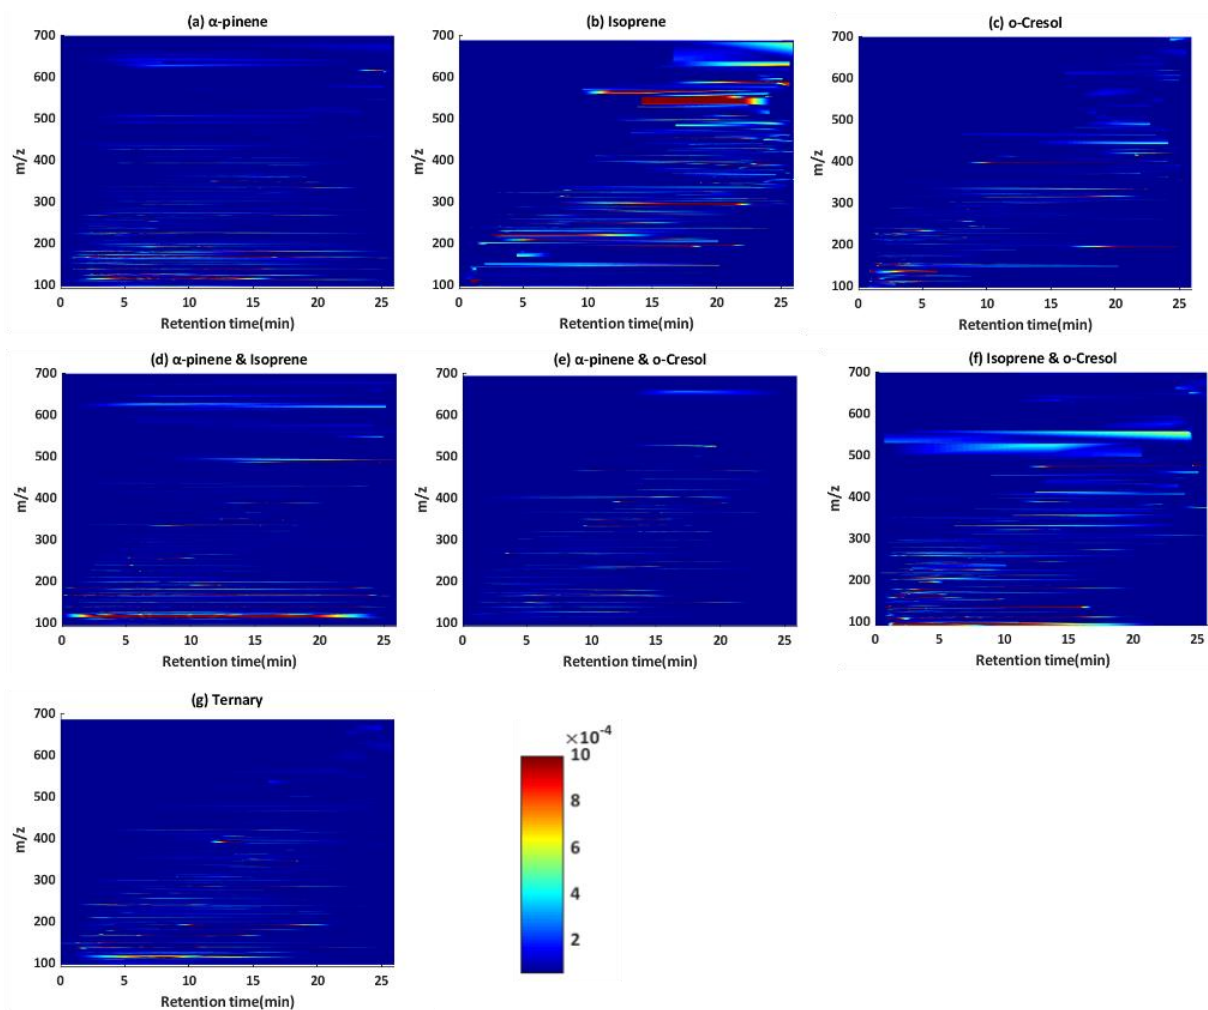 (a) α-pinene
700
600
500
400
300
200
100
m/z
0 5 10 15 20 25
Retention time(min)
(b) Isoprene
700
600
500
400
300
200
100
m/z
0 5 10 15 20 25
Retention time(min)
(c) o-Cresol
700
600
500
400
300
200
100
m/z
0 5 10 15 20 25
Retention time(min)
(d) α-pinene & Isoprene
700
600
500
400
300
200
100
m/z
0 5 10 15 20 25
Retention time(min)
(e) α-pinene & o-Cresol
700
600
500
400
300
200
100
m/z
0 5 10 15 20 25
Retention time(min)
(f) Isoprene & o-Cresol
700
600
500
400
300
200
100
m/z
0 5 10 15 20 25
Retention time(min)
(g) Ternary
700
600
500
400
300
200
100
m/z
0 5 10 15 20 25
Retention time(min)
×10-4
10
8
6
4
2